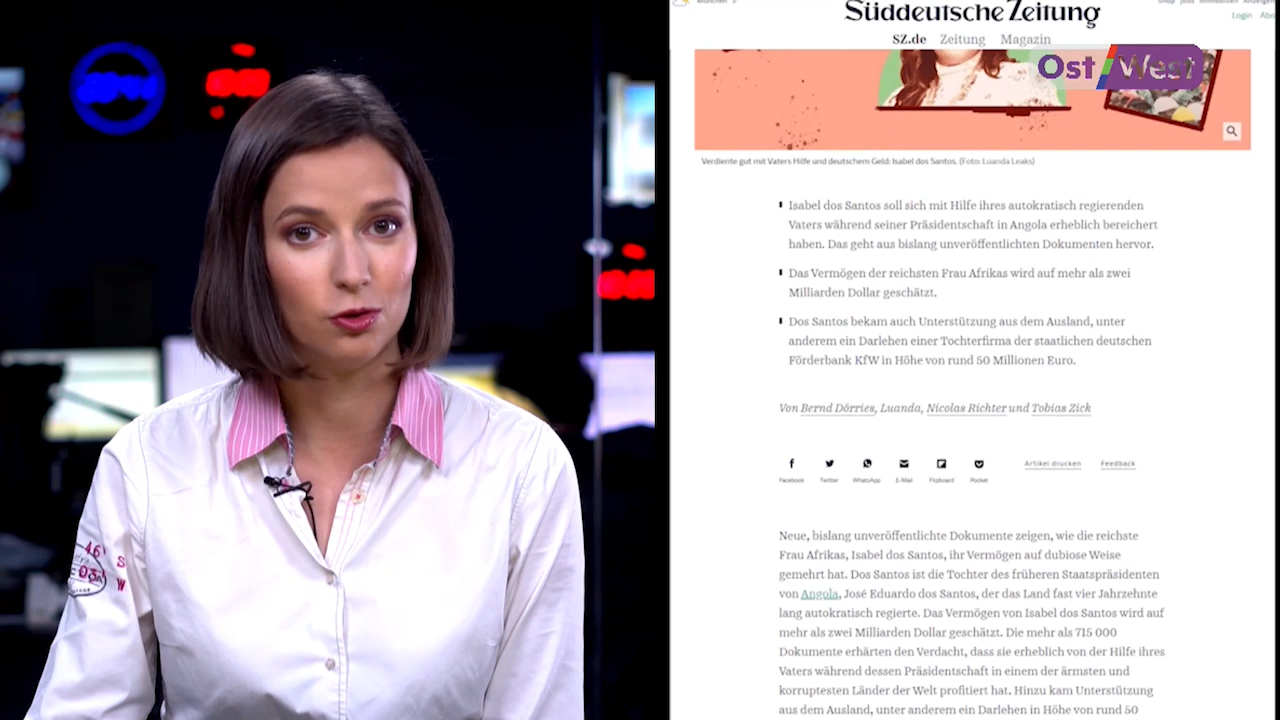 Süddeutsche Zeitung
Login
SZ.de Zeitung Magazin
Ost West
Verdiente gut mit Vaters Hilfe und deutschem Geld: Isabel dos Santos. (Foto: Luanda Leaks)
Isabel dos Santos soll sich mit Hilfe ihres autokratisch regierenden
Vaters während seiner Präsidentschaft in Angola erheblich bereichert
haben. Das geht aus bislang unveröffentlichten Dokumenten hervor.
Das Vermögen der reichsten Frau Afrikas wird auf mehr als zwei
Milliarden Dollar geschätzt.
Dos Santos bekam auch Unterstützung aus dem Ausland, unter
anderem ein Darlehen einer Tochterfirma der staatlichen deutschen
Förderbank KfW in Höhe von rund 50 Millionen Euro.
Von Bernd Dörries, Luanda, Nicolas Richter und Tobias Zick
Facebook Twitter WhatsApp E-Mail Flipboard Pocket Artikel drucken Feedback
Neue, bislang unveröffentlichte Dokumente zeigen, wie die reichste
Frau Afrikas, Isabel dos Santos, ihr Vermögen auf dubiose Weise
gemehrt hat. Dos Santos ist die Tochter des früheren Staatspräsidenten
von Angola, José Eduardo dos Santos, der das Land fast vier Jahrzehnte
lang autokratisch regierte. Das Vermögen von Isabel dos Santos wird auf
mehr als zwei Milliarden Dollar geschätzt. Die mehr als 715 000
Dokumente erhärten den Verdacht, dass sie erheblich von der Hilfe ihres
Vaters während dessen Präsidentschaft in einem der ärmsten und
korruptesten Länder der Welt profitiert hat. Hinzu kam Unterstützung
aus dem Ausland, unter anderem ein Darlehen in Höhe von rund 50
46 S
03
W